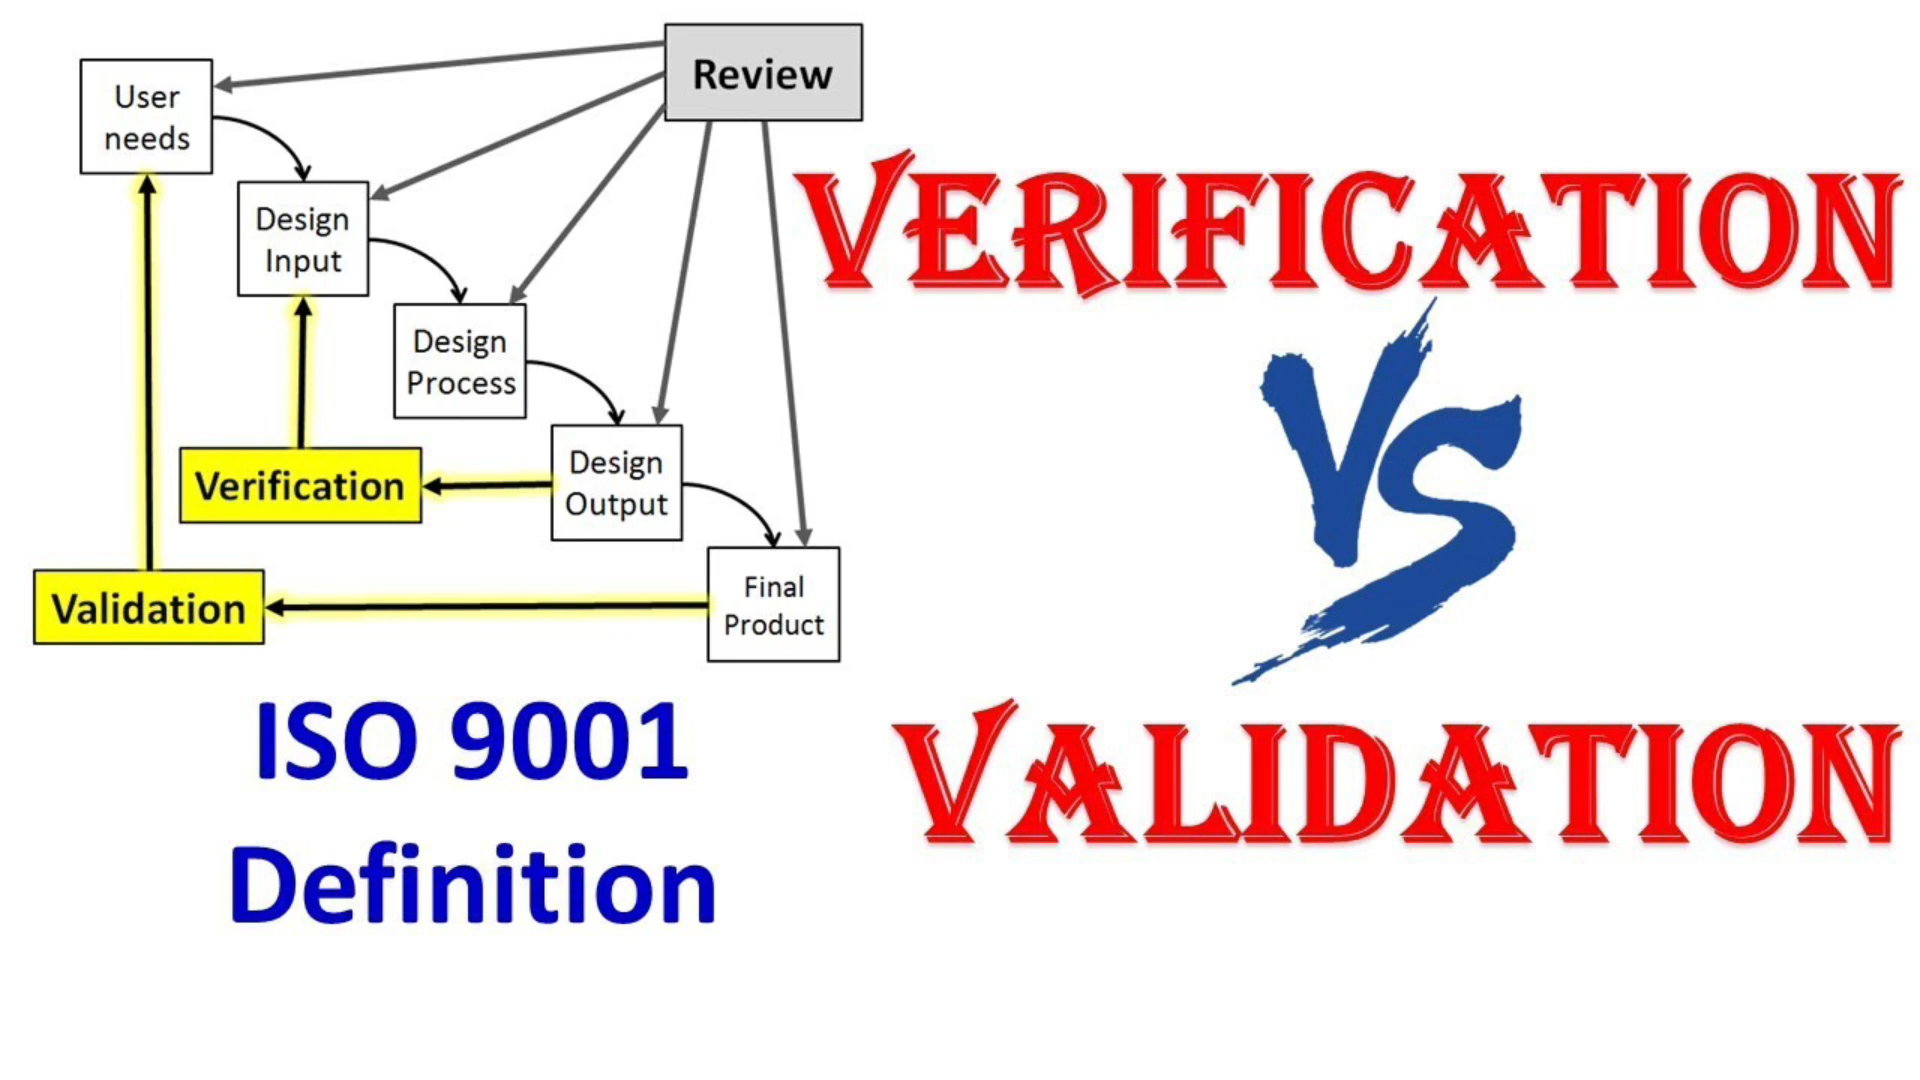 Review
User
needs
Design
Input
Design
Process
Design
Output
Verification
Final
Product
Validation
ISO 9001
Definition
VERIFICATION
VS
VALIDATION